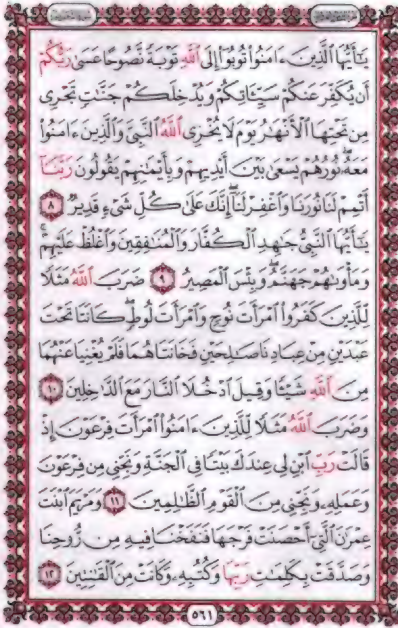 يَـٰٓأَيُّهَا ٱلَّذِينَ ءَامَنُوا۟ تُوبُوٓا۟ إِلَى ٱللَّهِ تَوْبَةً نَّصُوحًا عَسَىٰ رَبُّكُمْ
أَن يُكَفِّرَ عَنكُمْ سَيِّـَٔاتِكُمْ وَيُدْخِلَكُمْ جَنَّـٰتٍ تَجْرِى
مِن تَحْتِهَا ٱلْأَنْهَـٰرُ يَوْمَ لَا يُخْزِى ٱللَّهُ ٱلنَّبِىَّ وَٱلَّذِينَ ءَامَنُوا۟
مَعَهُۥ نُورُهُمْ يَسْعَىٰ بَيْنَ أَيْدِيهِمْ وَبِأَيْمَـٰنِهِمْ يَقُولُونَ رَبَّنَآ
أَتْمِمْ لَنَا نُورَنَا وَٱغْفِرْ لَنَآ إِنَّكَ عَلَىٰ كُلِّ شَىْءٍ قَدِيرٌ ٨
يَـٰٓأَيُّهَا ٱلنَّبِىُّ جَـٰهِدِ ٱلْكُفَّارَ وَٱلْمُنَـٰفِقِينَ وَٱغْلُظْ عَلَيْهِمْ
وَمَأْوَىٰهُمْ جَهَنَّمُ وَبِئْسَ ٱلْمَصِيرُ ٩ ضَرَبَ ٱللَّهُ مَثَلًا
لِّلَّذِينَ كَفَرُوا۟ ٱمْرَأَتَ نُوحٍ وَٱمْرَأَتَ لُوطٍ كَانَتَا تَحْتَ
عَبْدَيْنِ مِنْ عِبَادِنَا صَـٰلِحَيْنِ فَخَانَتَاهُمَا فَلَمْ يُغْنِيَا عَنْهُمَا
مِنَ ٱللَّهِ شَيْـًٔا وَقِيلَ ٱدْخُلَا ٱلنَّارَ مَعَ ٱلدَّٰخِلِينَ ١٠
وَضَرَبَ ٱللَّهُ مَثَلًا لِّلَّذِينَ ءَامَنُوا۟ ٱمْرَأَتَ فِرْعَوْنَ إِذْ
قَالَتْ رَبِّ ٱبْنِ لِى عِندَكَ بَيْتًا فِى ٱلْجَنَّةِ وَنَجِّنِى مِن فِرْعَوْنَ
وَعَمَلِهِۦ وَنَجِّنِى مِنَ ٱلْقَوْمِ ٱلظَّـٰلِمِينَ ١١ وَمَرْيَمَ ٱبْنَتَ
عِمْرَٰنَ ٱلَّتِىٓ أَحْصَنَتْ فَرْجَهَا فَنَفَخْنَا فِيهِ مِن رُّوحِنَا
وَصَدَّقَتْ بِكَلِمَـٰتِ رَبِّهَا وَكُتُبِهِۦ وَكَانَتْ مِنَ ٱلْقَـٰنِتِينَ ١٢
٥٦١